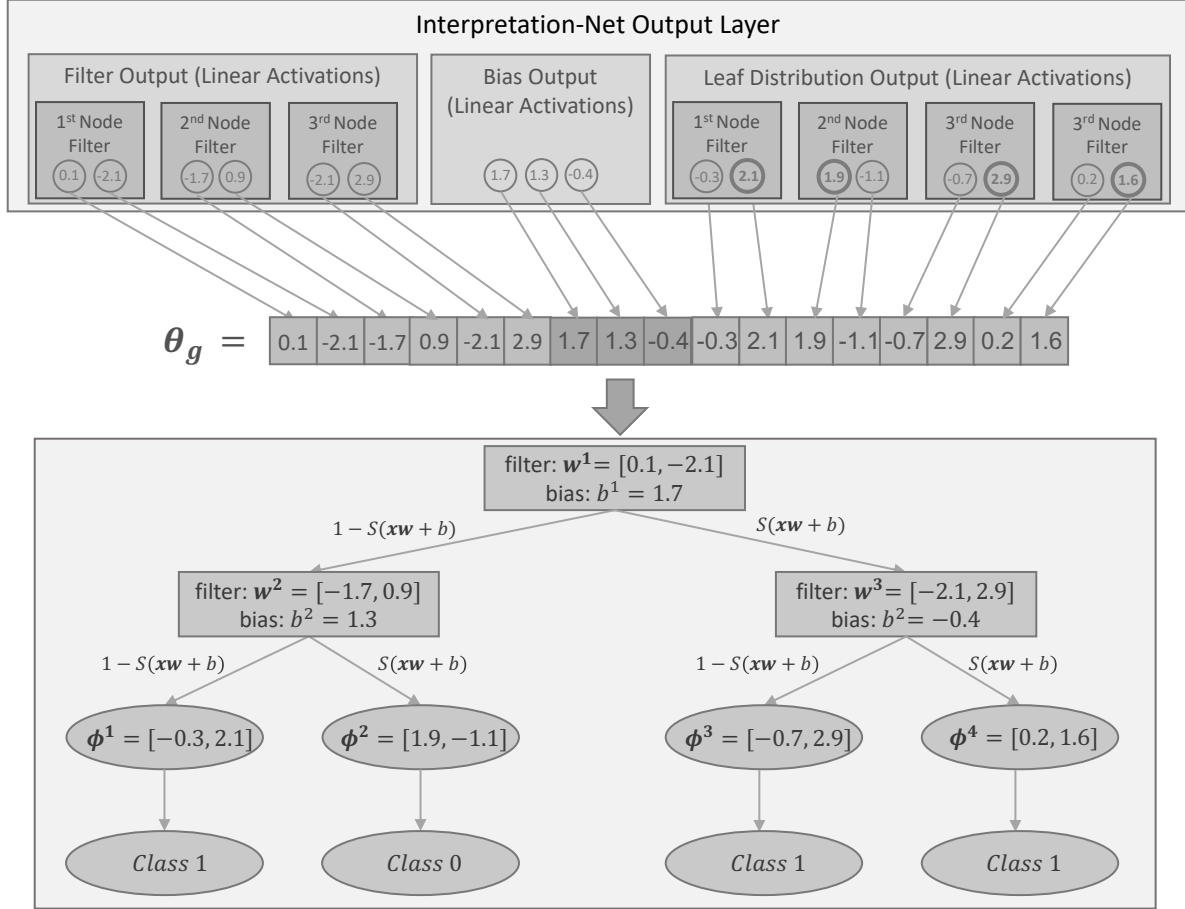 Interpretation-Net Output Layer
Filter Output (Linear Activations)
1st Node
Filter
0.1 -2.1
2nd Node
Filter
-1.7 0.9
3rd Node
Filter
-2.1 2.9
Bias Output
(Linear Activations)
1.7 1.3 -0.4
Leaf Distribution Output (Linear Activations)
1st Node
Filter
-0.3 2.1
2nd Node
Filter
1.9 -1.1
3rd Node
Filter
-0.7 2.9
3rd Node
Filter
0.2 1.6
θg = 0.1 -2.1 -1.7 0.9 -2.1 2.9 1.7 1.3 -0.4 -0.3 2.1 1.9 -1.1 -0.7 2.9 0.2 1.6
filter: w¹= [0.1, −2.1]
bias: b¹ = 1.7
1 − S(xw + b) S(xw + b)
filter: w² = [−1.7, 0.9]
bias: b² = 1.3
filter: w³= [−2.1, 2.9]
bias: b²= −0.4
1 − S(xw + b) S(xw + b) 1 − S(xw + b) S(xw + b)
ϕ¹ = [−0.3, 2.1] ϕ² = [1.9, −1.1] ϕ³ = [−0.7, 2.9] ϕ⁴ = [0.2, 1.6]
Class 1 Class 0 Class 1 Class 1